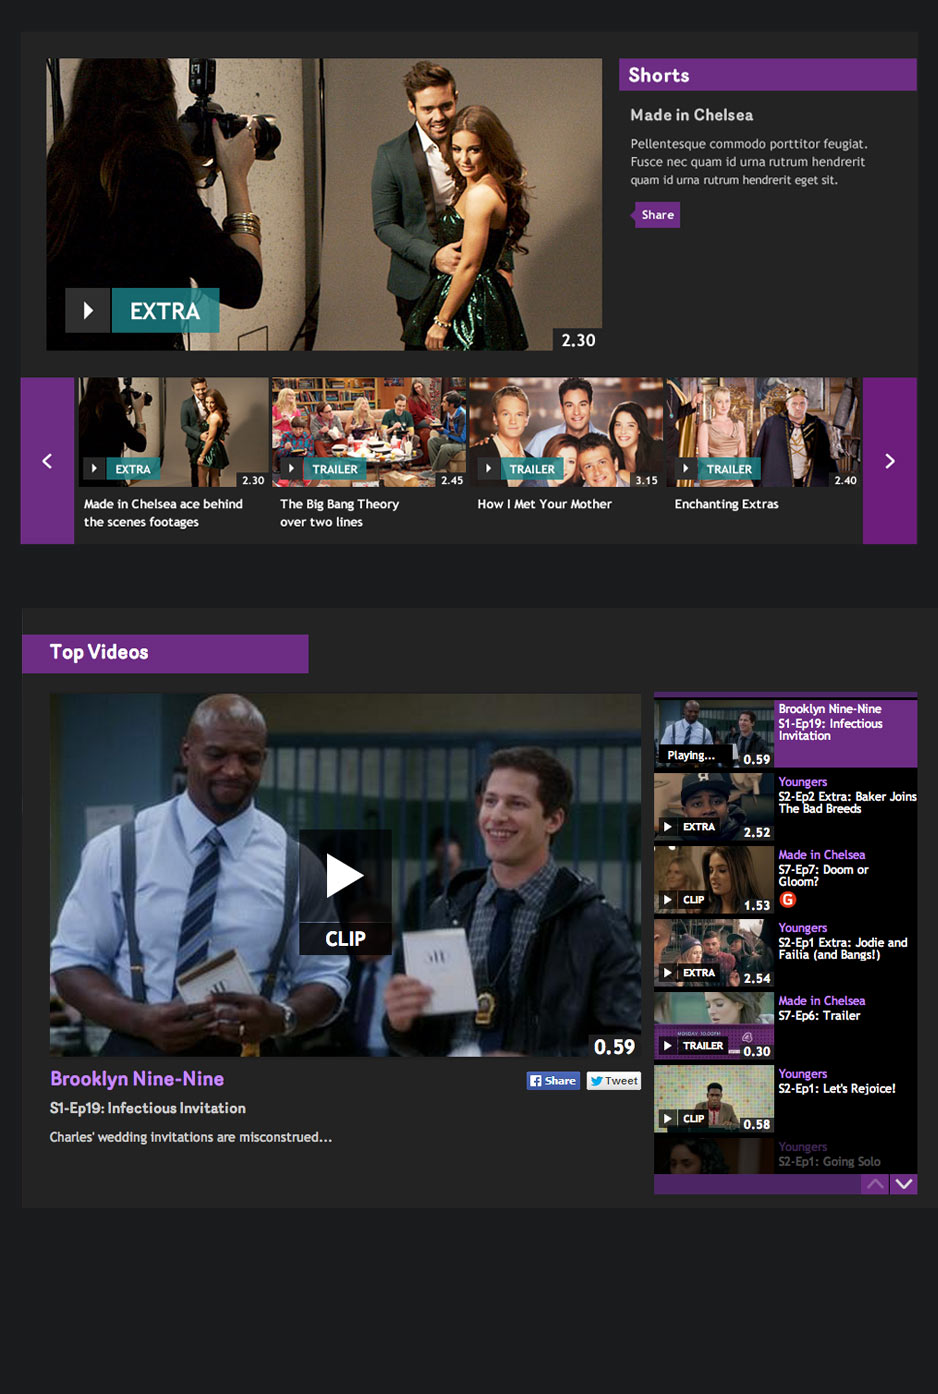 Shorts
Made in Chelsea
Pellentesque commodo porttitor feugiat.
Fusce nec quam id urna rutrum hendrerit
quam id urna rutrum hendrerit eget sit.
Share
EXTRA
2.30
EXTRA
2.30
Made in Chelsea ace behind
the scenes footages
TRAILER
2.45
The Big Bang Theory
over two lines
TRAILER
3.15
How I Met Your Mother
TRAILER
2.40
Enchanting Extras
Top Videos
CLIP
0.59
Brooklyn Nine-Nine
Share
Tweet
S1-Ep19: Infectious Invitation
Charles' wedding invitations are misconstrued...
Playing...
0.59
Brooklyn Nine-Nine
S1-Ep19: Infectious
Invitation
EXTRA
2.52
Youngers
S2-Ep2 Extra: Baker Joins
The Bad Breeds
CLIP
1.53
Made in Chelsea
S7-Ep7: Doom or
Gloom?
G
EXTRA
2.54
Youngers
S2-Ep1 Extra: Jodie and
Failia (and Bangs!)
MONDAY 10.00PM
TRAILER
0.30
Made in Chelsea
S7-Ep6: Trailer
CLIP
0.58
Youngers
S2-Ep1: Let's Rejoice!
Youngers
S2-Ep1: Going Solo